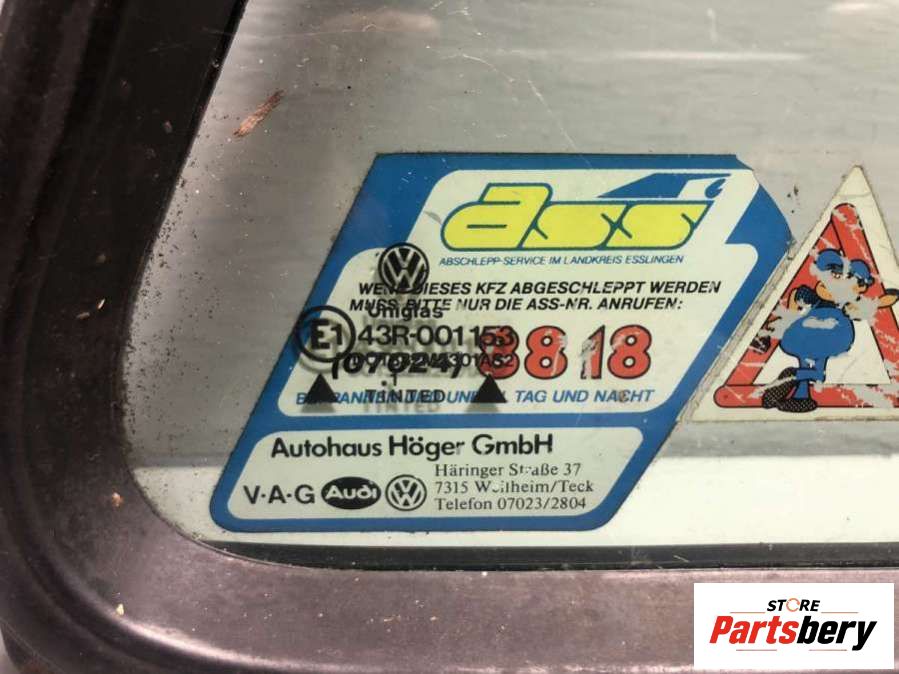 ass
ABSCHLEPP-SERVICE IM LANDKREIS ESSLINGEN
WENN DIESES KFZ ABGESCHLEPPT WERDEN
MUSS, BITTE NUR DIE ASS-NR. ANRUFEN:
Uniglas
E1 43R-001153
(07024) 8818
TINTED
TAG UND NACHT
Autohaus Höger GmbH
V·A·G Audi
Häringer Straße 37
7315 Weilheim/Teck
Telefon 07023/2804
STORE
Partsbery